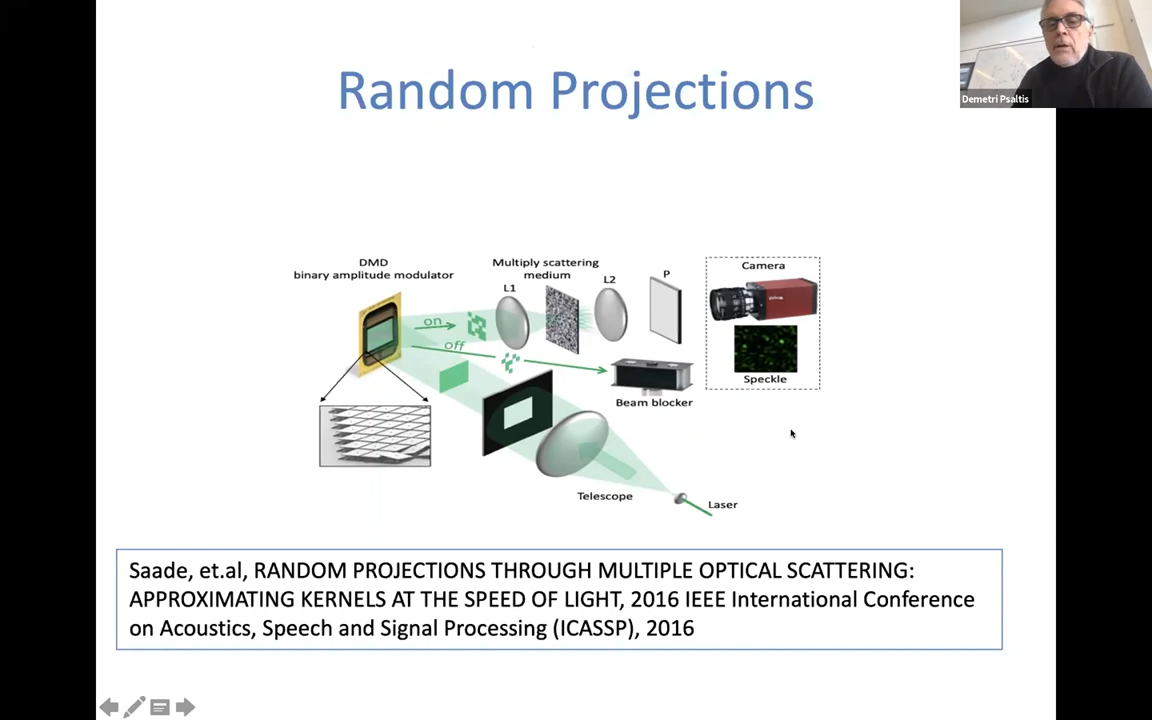 Random Projections
Demetri Psaltis
DMD
binary amplitude modulator
Multiply scattering
medium
L1
L2
P
Camera
on
off
Speckle
Beam blocker
Telescope
Laser
Saade, et.al, RANDOM PROJECTIONS THROUGH MULTIPLE OPTICAL SCATTERING:
APPROXIMATING KERNELS AT THE SPEED OF LIGHT, 2016 IEEE International Conference
on Acoustics, Speech and Signal Processing (ICASSP), 2016